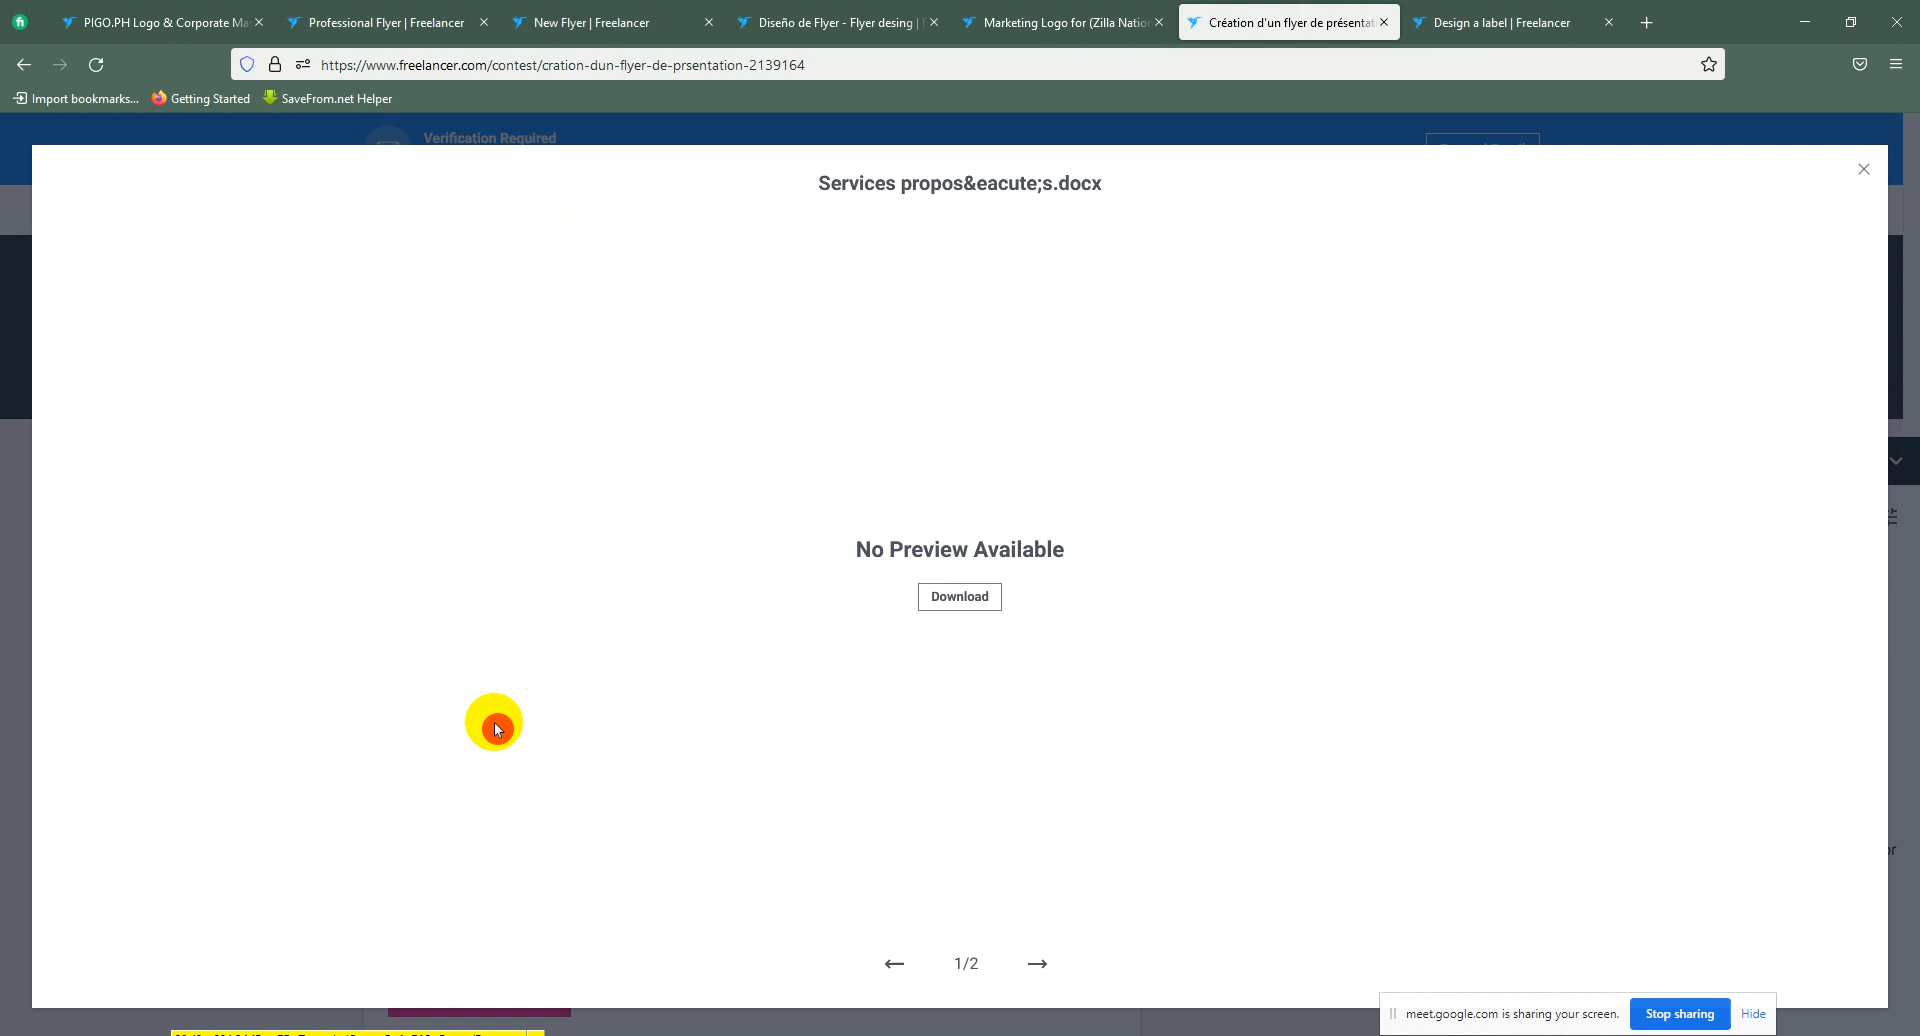 PIGO.PH Logo & Corporate Ma
Professional Flyer | Freelancer
New Flyer | Freelancer
Diseño de Flyer - Flyer desing | F
Marketing Logo for (Zilla Nation
Création d'un flyer de présentati
Design a label | Freelancer
https://www.freelancer.com/contest/cration-dun-flyer-de-prsentation-2139164
Import bookmarks...
Getting Started
SaveFrom.net Helper
Verification Required
Services propos&eacute;s.docx
No Preview Available
Download
or
1/2
meet.google.com is sharing your screen.
Stop sharing
Hide